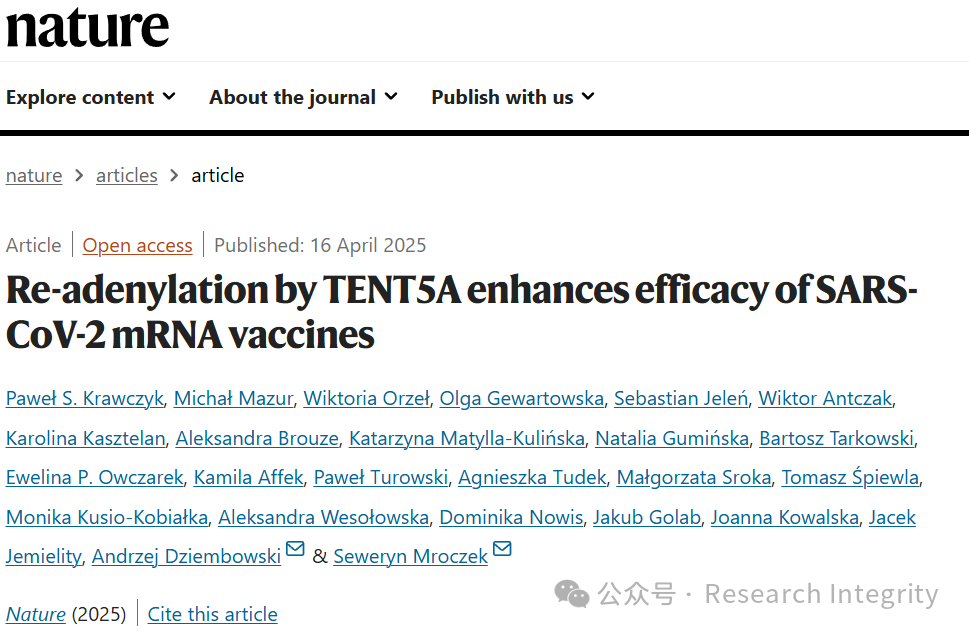 nature
Explore content About the journal Publish with us
nature > articles > article
Article | Open access | Published: 16 April 2025
Re-adenylation by TENT5A enhances efficacy of SARS-
CoV-2 mRNA vaccines
Paweł S. Krawczyk, Michał Mazur, Wiktoria Orzeł, Olga Gewartowska, Sebastian Jeleń, Wiktor Antczak,
Karolina Kasztelan, Aleksandra Brouze, Katarzyna Matylla-Kulińska, Natalia Gumińska, Bartosz Tarkowski,
Ewelina P. Owczarek, Kamila Affek, Paweł Turowski, Agnieszka Tudek, Małgorzata Sroka, Tomasz Śpiewla,
Monika Kusio-Kobiałka, Aleksandra Wesołowska, Dominika Nowis, Jakub Golab, Joanna Kowalska, Jacek
Jemielity, Andrzej Dziembowski & Seweryn Mroczek
公众号 · Research Integrity
Nature (2025) | Cite this article